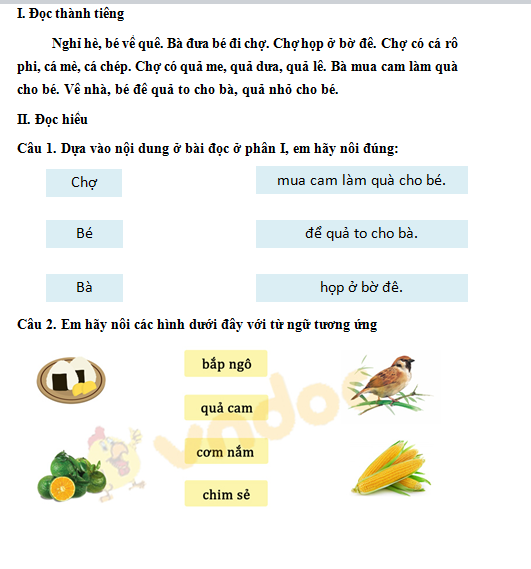 I. Đọc thành tiếng
Nghỉ hè, bé về quê. Bà đưa bé đi chợ. Chợ họp ở bờ đê. Chợ có cá rô
phi, cá mè, cá chép. Chợ có quả me, quả dưa, quả lê. Bà mua cam làm quà
cho bé. Về nhà, bé để quả to cho bà, quả nhỏ cho bé.
II. Đọc hiểu
Câu 1. Dựa vào nội dung ở bài đọc ở phần I, em hãy nối đúng:
Chợ
mua cam làm quà cho bé.
Bé
để quả to cho bà.
Bà
họp ở bờ đê.
Câu 2. Em hãy nối các hình dưới đây với từ ngữ tương ứng
bắp ngô
quả cam
cơm nắm
chim sẻ